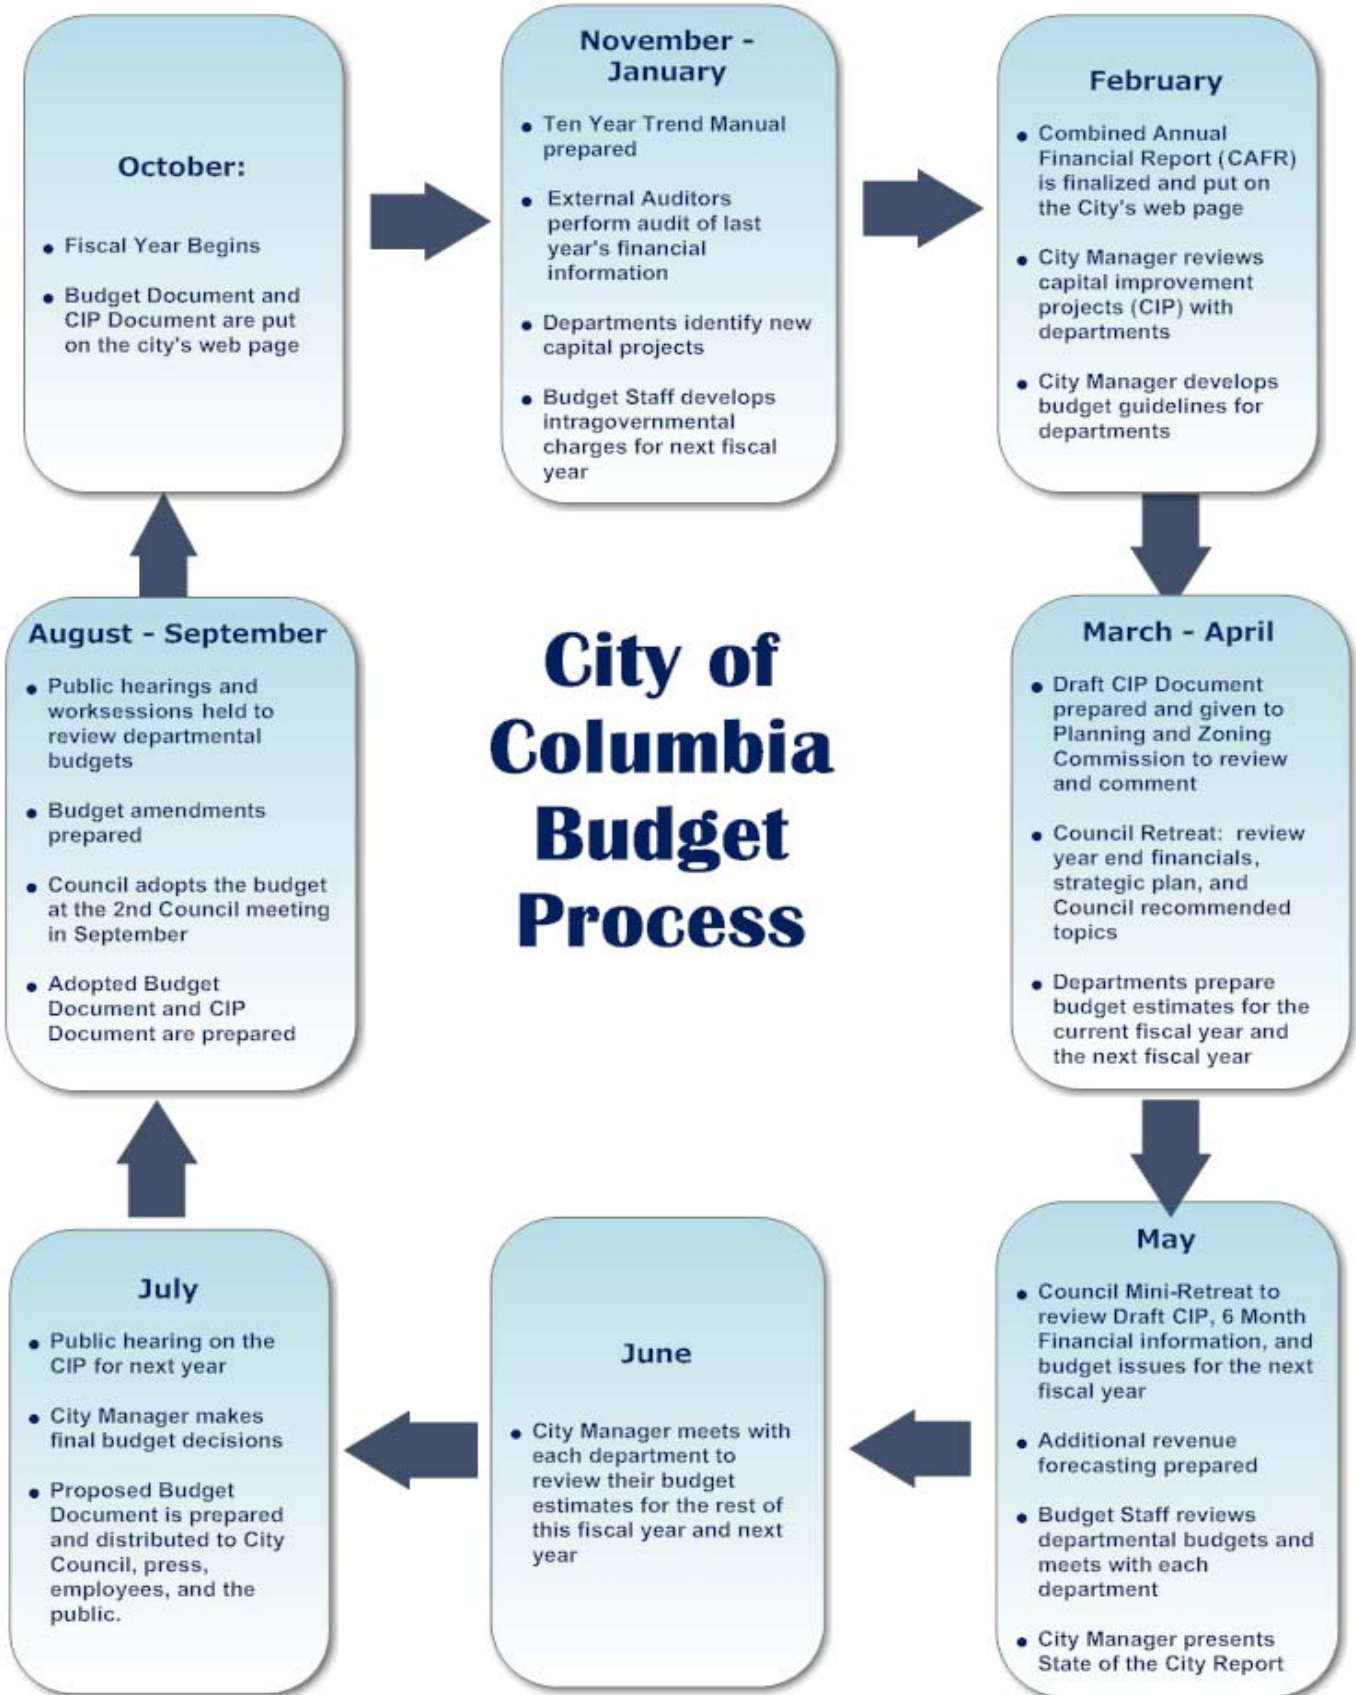 October:
• Fiscal Year Begins
• Budget Document and
CIP Document are put
on the city's web page
November -
January
• Ten Year Trend Manual
prepared
• External Auditors
perform audit of last
year's financial
information
• Departments identify new
capital projects
• Budget Staff develops
intragovernmental
charges for next fiscal
year
February
• Combined Annual
Financial Report (CAFR)
is finalized and put on
the City's web page
• City Manager reviews
capital improvement
projects (CIP) with
departments
• City Manager develops
budget guidelines for
departments
March - April
• Draft CIP Document
prepared and given to
Planning and Zoning
Commission to review
and comment
• Council Retreat: review
year end financials,
strategic plan, and
Council recommended
topics
• Departments prepare
budget estimates for the
current fiscal year and
the next fiscal year
May
• Council Mini-Retreat to
review Draft CIP, 6 Month
Financial information, and
budget issues for the next
fiscal year
• Additional revenue
forecasting prepared
• Budget Staff reviews
departmental budgets and
meets with each
department
• City Manager presents
State of the City Report
June
• City Manager meets with
each department to
review their budget
estimates for the rest of
this fiscal year and next
year
July
• Public hearing on the
CIP for next year
• City Manager makes
final budget decisions
• Proposed Budget
Document is prepared
and distributed to City
Council, press,
employees, and the
public.
August - September
• Public hearings and
worksessions held to
review departmental
budgets
• Budget amendments
prepared
• Council adopts the budget
at the 2nd Council meeting
in September
• Adopted Budget
Document and CIP
Document are prepared
City of
Columbia
Budget
Process